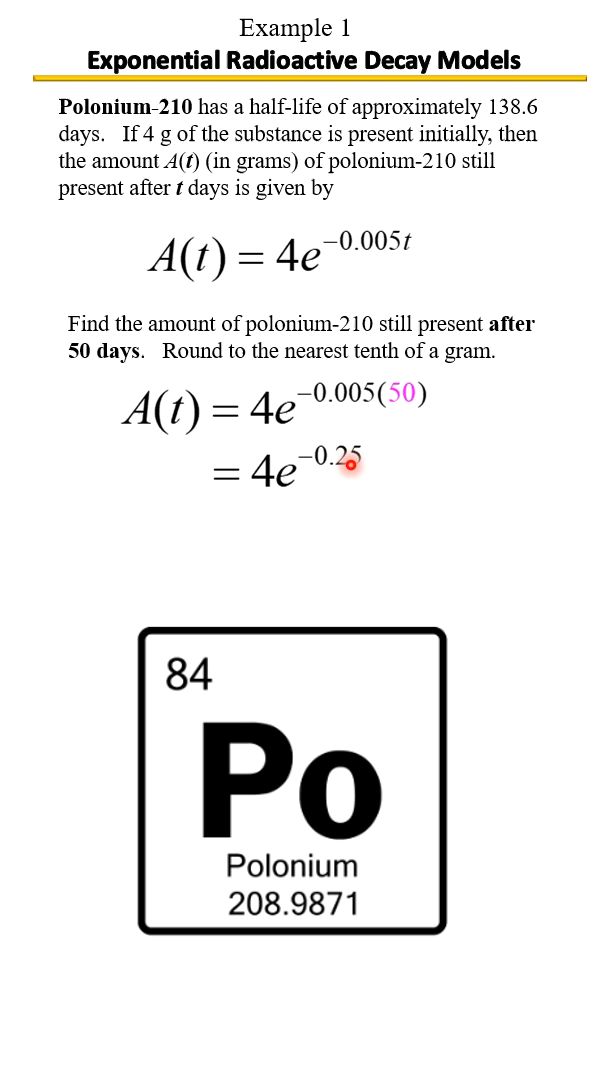 Example 1
Exponential Radioactive Decay Models
Polonium-210 has a half-life of approximately 138.6
days. If 4 g of the substance is present initially, then
the amount A(t) (in grams) of polonium-210 still
present after t days is given by
A(t) = 4e^{-0.005t}
Find the amount of polonium-210 still present after
50 days. Round to the nearest tenth of a gram.
A(t) = 4e^{-0.005(50)}
= 4e^{-0.25}
84
Po
Polonium
208.9871